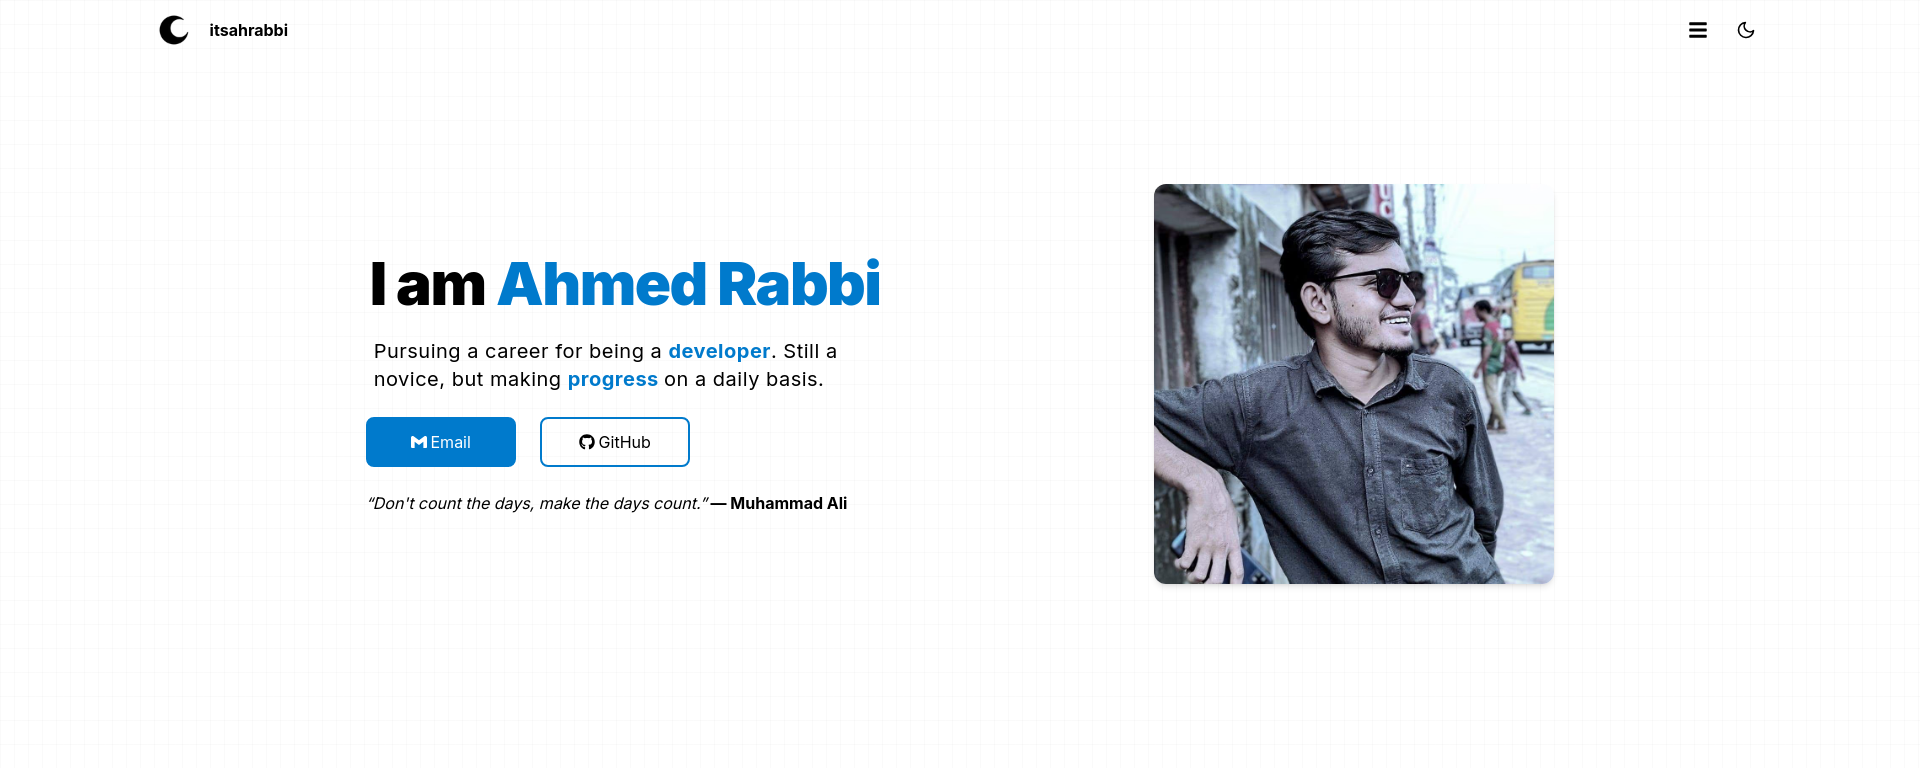 itsahrabbi
I am Ahmed Rabbi
Pursuing a career for being a developer. Still a
novice, but making progress on a daily basis.
Email
GitHub
“Don't count the days, make the days count.” — Muhammad Ali